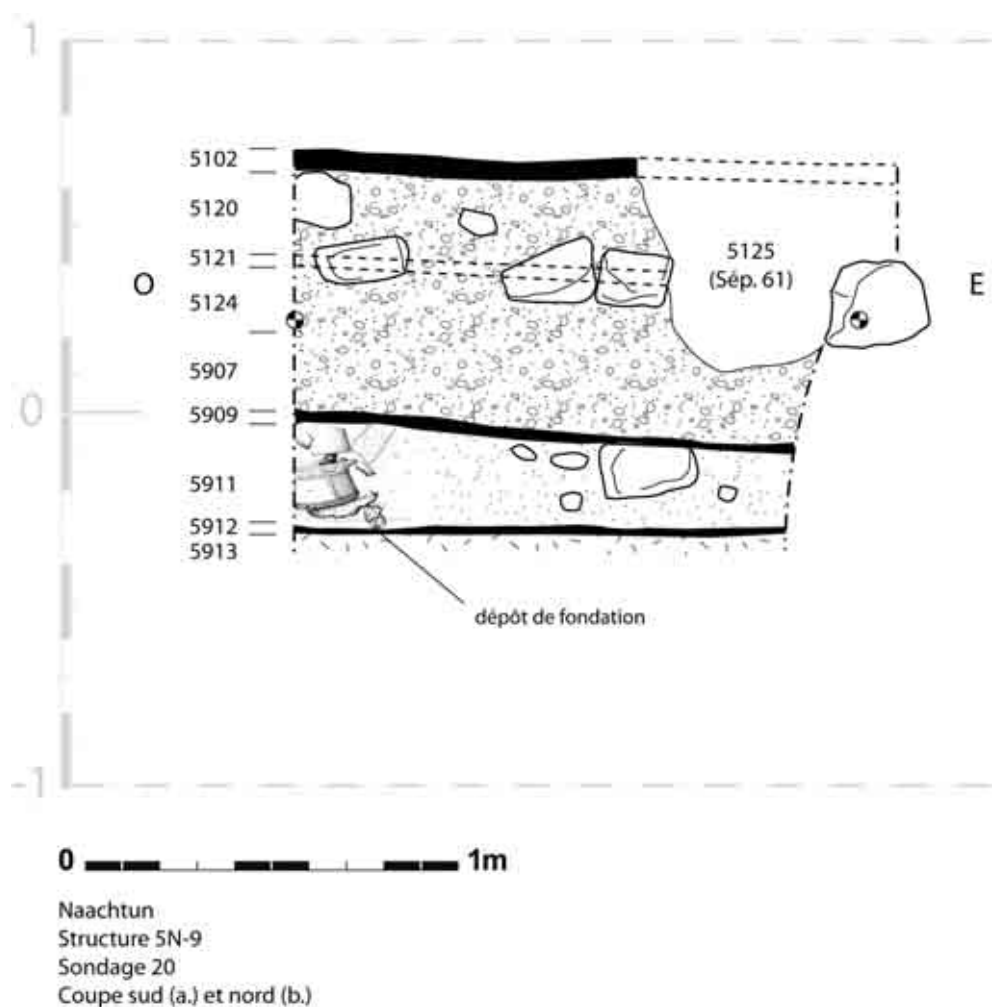 1
5102
5120
5121
5125
(Sép. 61)
O
E
5124
5907
0
5909
5911
5912
5913
dépôt de fondation
-1
0 1m
Naachtun
Structure 5N-9
Sondage 20
Coupe sud (a.) et nord (b.)